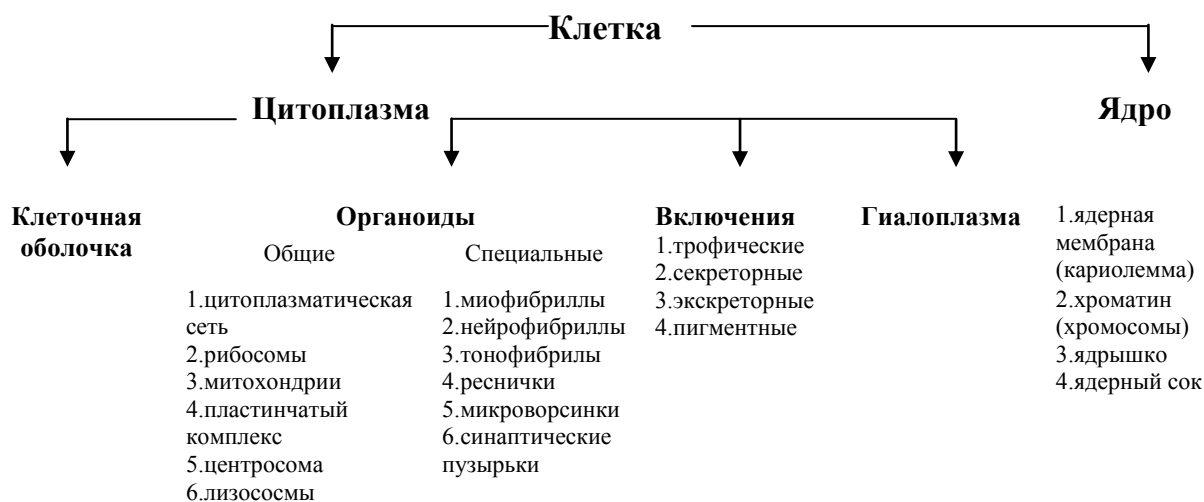 Клетка
Цитоплазма
Ядро
Клеточная
оболочка
Органоиды
Общие
1.цитоплазматическая
сеть
2.рибосомы
3.митохондрии
4.пластинчатый
комплекс
5.центросома
6.лизососмы
Специальные
1.миофибриллы
2.нейрофибриллы
3.тонофибрилы
4.реснички
5.микроворсинки
6.синаптические
пузырьки
Включения
1.трофические
2.секреторные
3.экскреторные
4.пигментные
Гиалоплазма
1.ядерная
мембрана
(кариолемма)
2.хроматин
(хромосомы)
3.ядрышко
4.ядерный сок